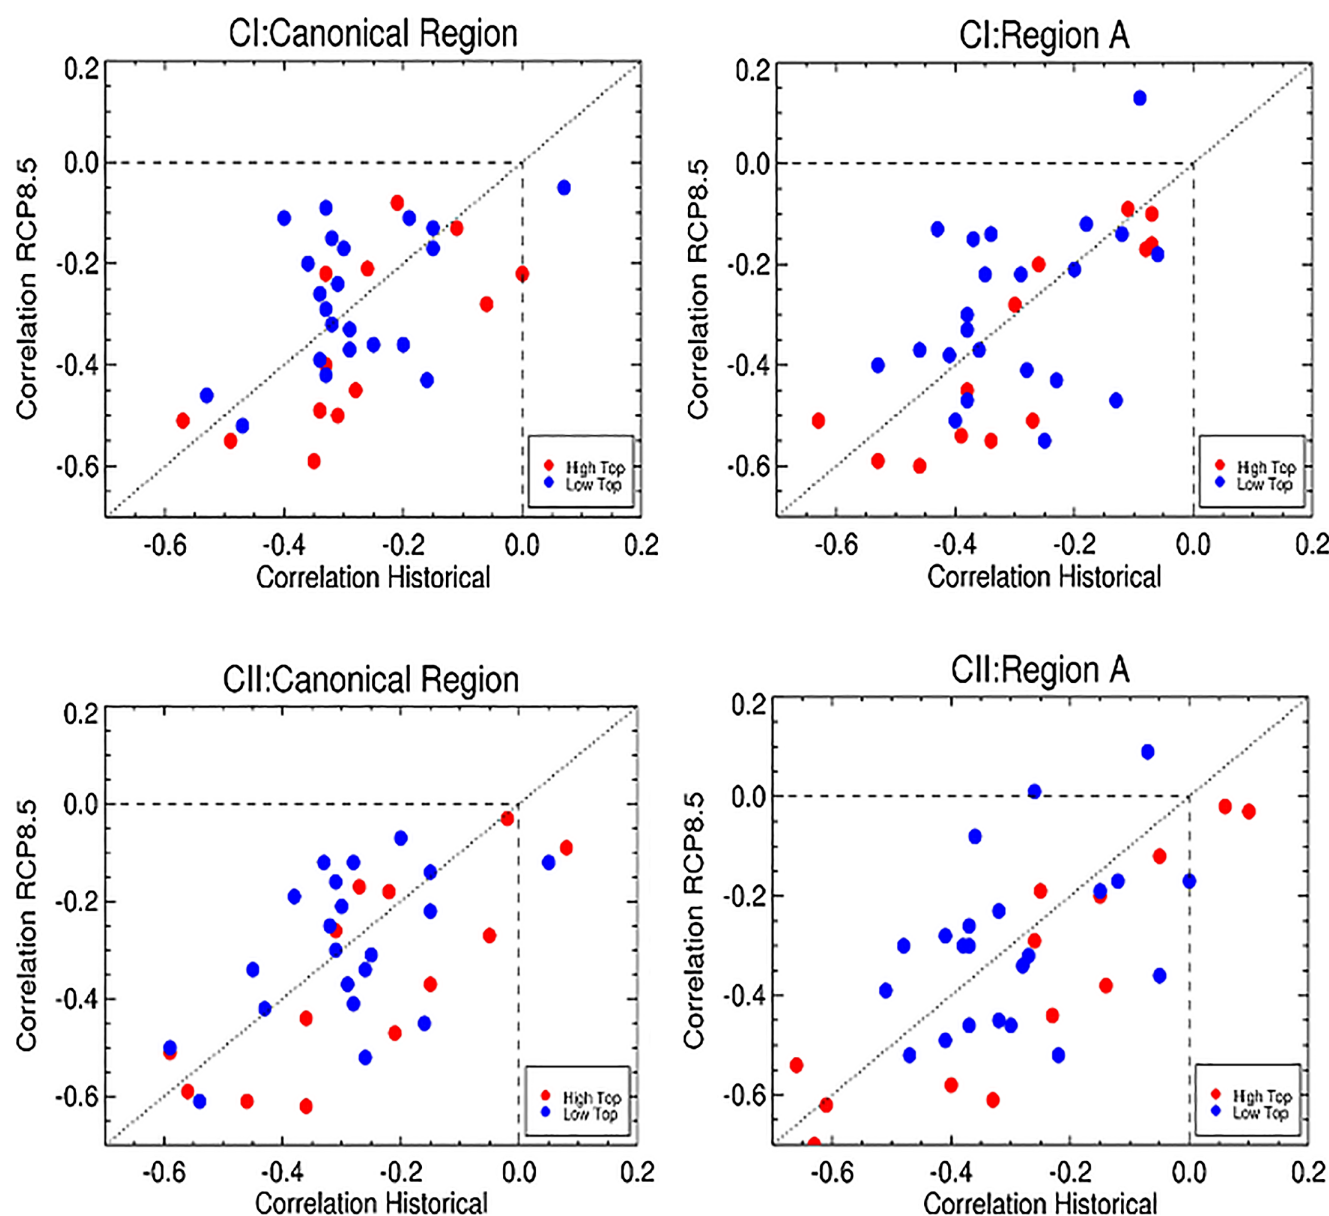 CI:Canonical Region
0.2
0.0
-0.2
-0.4
-0.6
Correlation RCP8.5
High Top
Low Top
-0.6 -0.4 -0.2 0.0 0.2
Correlation Historical
CI:Region A
0.2
0.0
-0.2
-0.4
-0.6
Correlation RCP8.5
High Top
Low Top
-0.6 -0.4 -0.2 0.0 0.2
Correlation Historical
CII:Canonical Region
0.2
0.0
-0.2
-0.4
-0.6
Correlation RCP8.5
High Top
Low Top
-0.6 -0.4 -0.2 0.0 0.2
Correlation Historical
CII:Region A
0.2
0.0
-0.2
-0.4
-0.6
Correlation RCP8.5
High Top
Low Top
-0.6 -0.4 -0.2 0.0 0.2
Correlation Historical